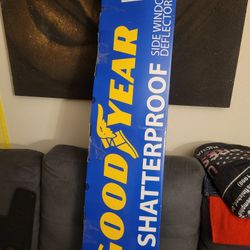 GOODYEAR
SHATTERPROOF
SIDE WINDOW
DEFLECTOR